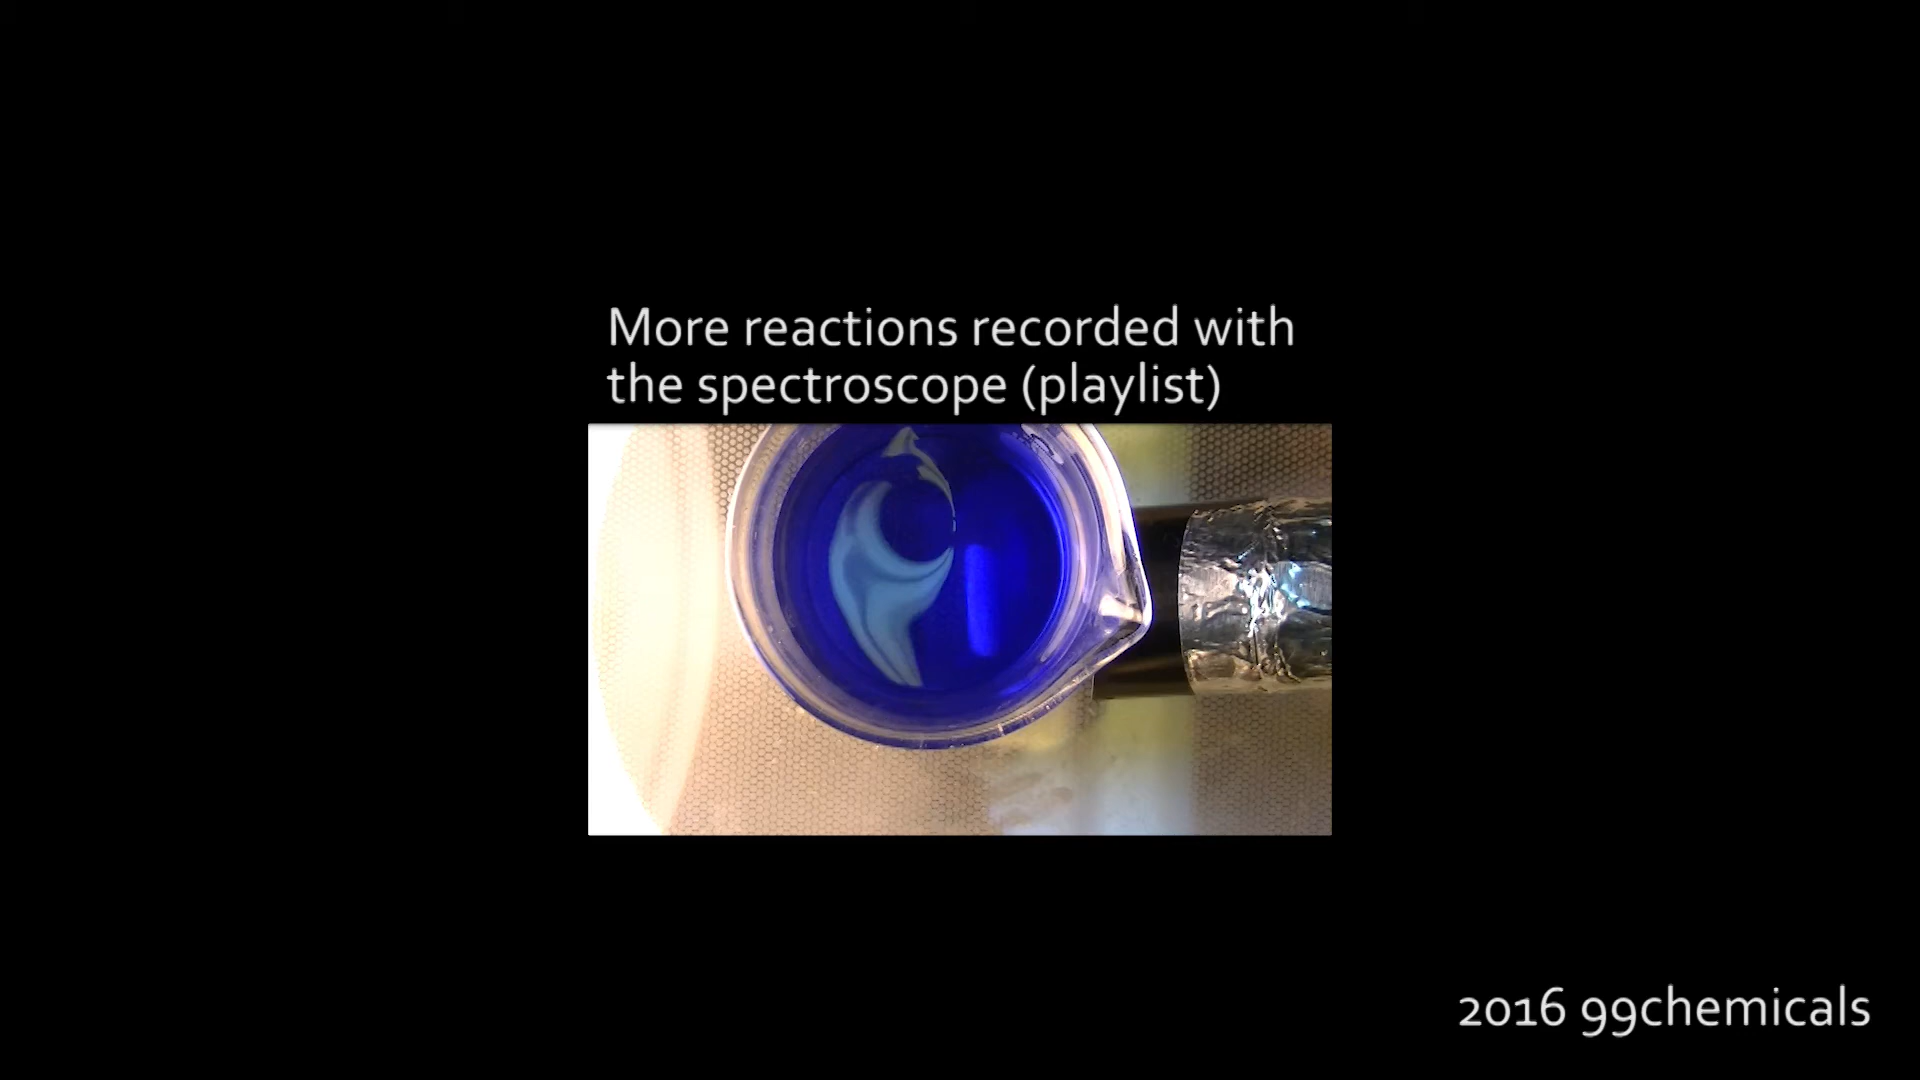 More reactions recorded with
the spectroscope (playlist)
2016 99chemicals